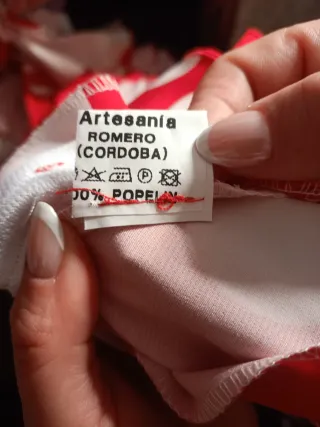 Artesanía
ROMERO
(CORDOBA)
00% POPELIN